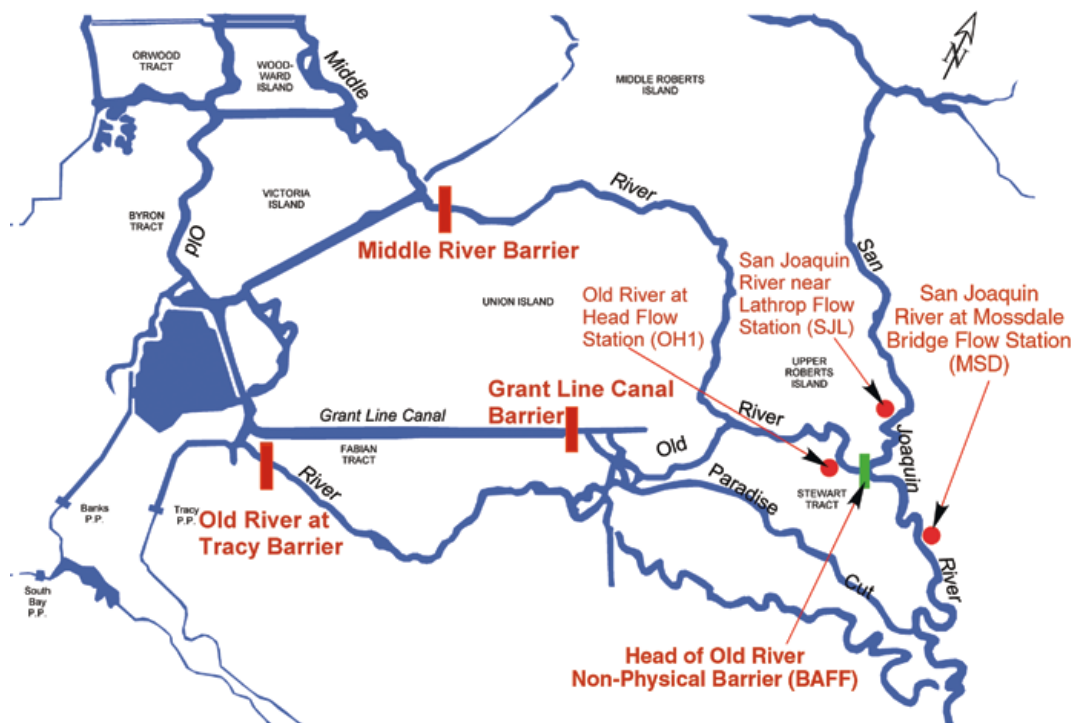 ORWOOD
TRACT
WOOD-
WARD
ISLAND
Middle
MIDDLE ROBERTS
ISLAND
N
BYRON
TRACT
Old
VICTORIA
ISLAND
River
Middle River Barrier
San
UNION ISLAND
Old River at
Head Flow
Station (OH1)
San Joaquin
River near
Lathrop Flow
Station (SJL)
San Joaquin
River at Mossdale
Bridge Flow Station
(MSD)
UPPER
ROBERTS
ISLAND
Grant Line Canal
Barrier
Grant Line Canal
FABIAN
TRACT
River
Old
River
Joaquin
Paradise
STEWART
TRACT
Banks
P.P.
Tracy
P.P.
Old River at
Tracy Barrier
South
Bay
P.P.
Cut
River
Head of Old River
Non-Physical Barrier (BAFF)